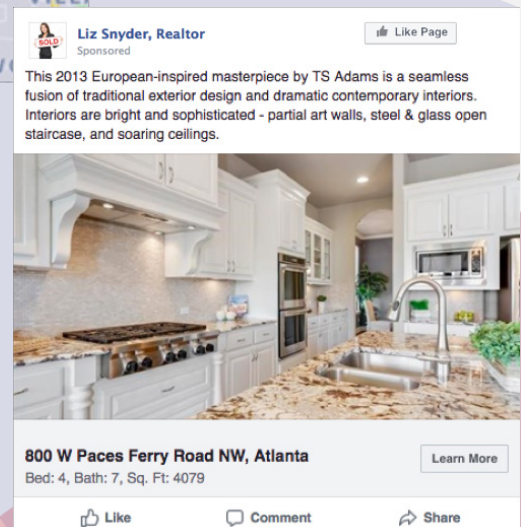 Liz Snyder, Realtor
Sponsored
Like Page
SOLD
This 2013 European-inspired masterpiece by TS Adams is a seamless
fusion of traditional exterior design and dramatic contemporary interiors.
Interiors are bright and sophisticated - partial art walls, steel & glass open
staircase, and soaring ceilings.
800 W Paces Ferry Road NW, Atlanta
Bed: 4, Bath: 7, Sq. Ft: 4079
Learn More
Like
Comment
Share